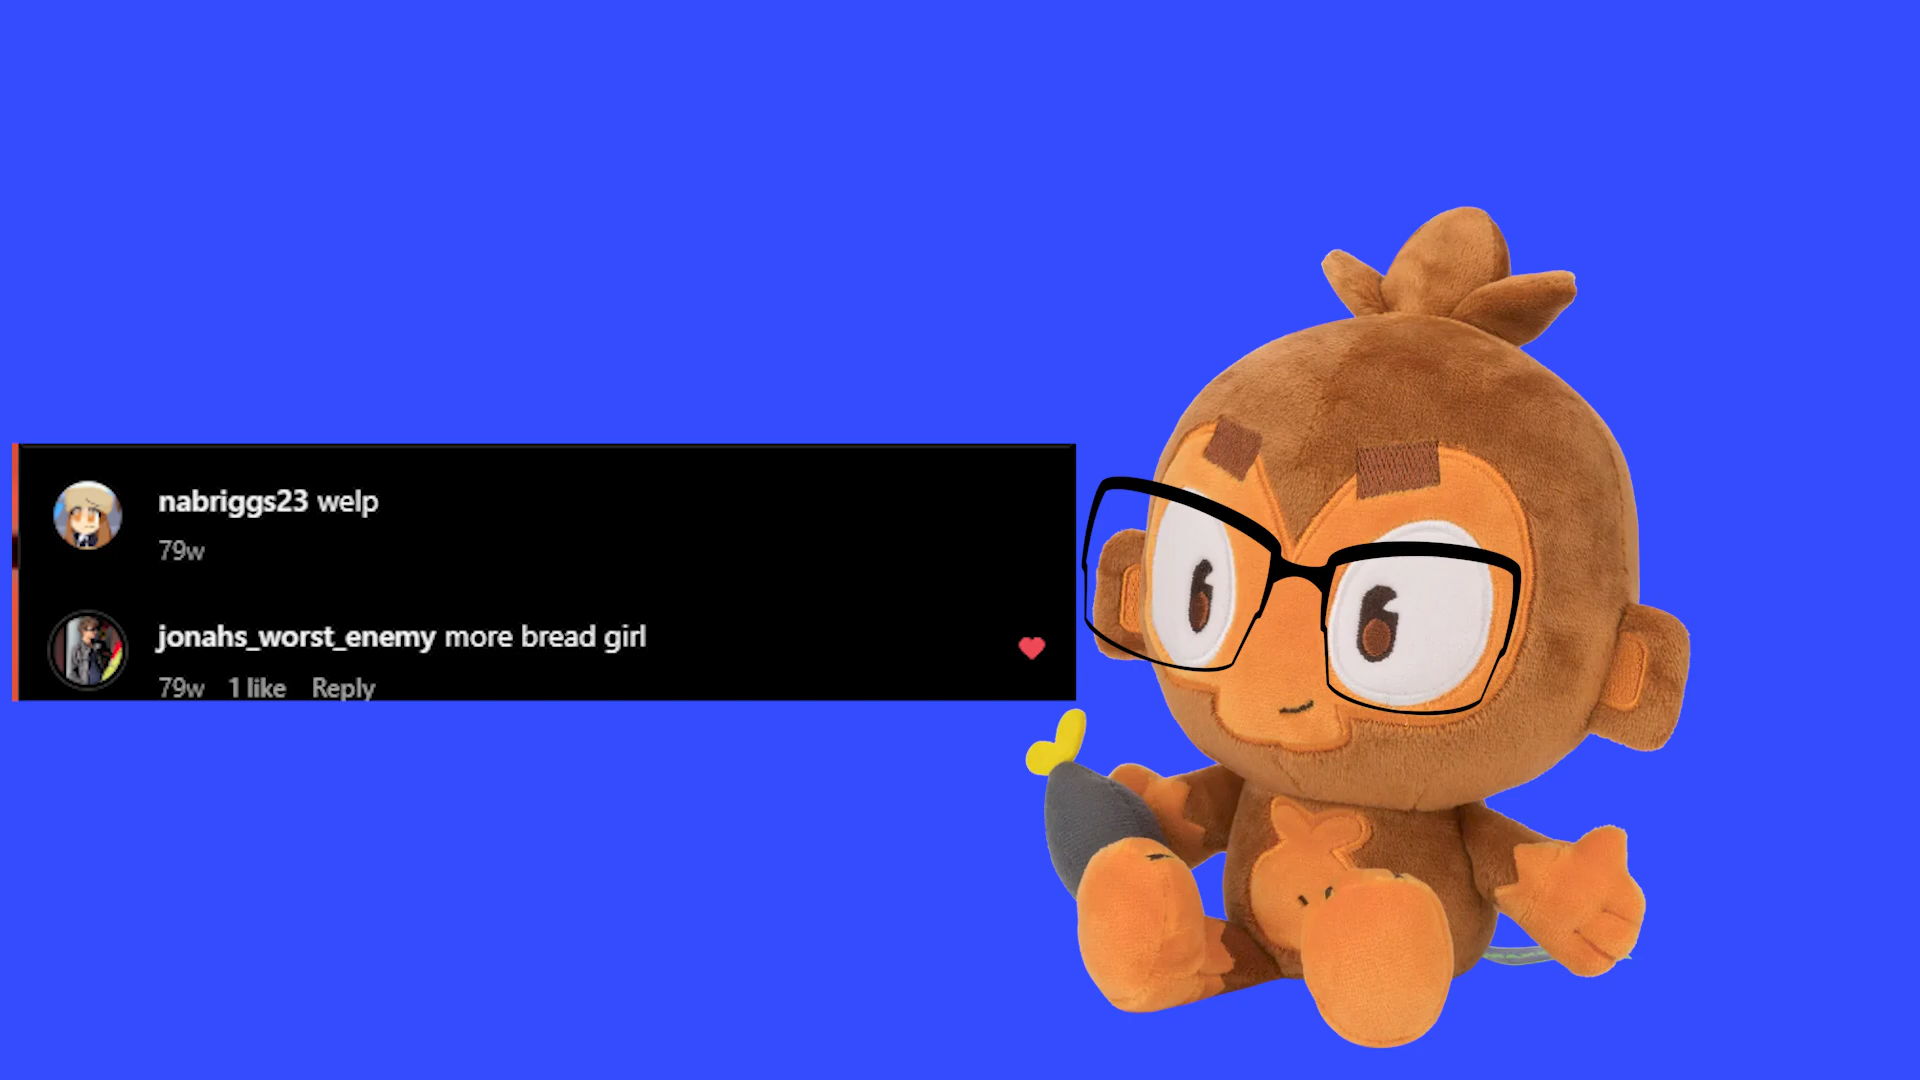 nabriggs23 welp
79w
jonahs_worst_enemy more bread girl
79w 1 like Reply